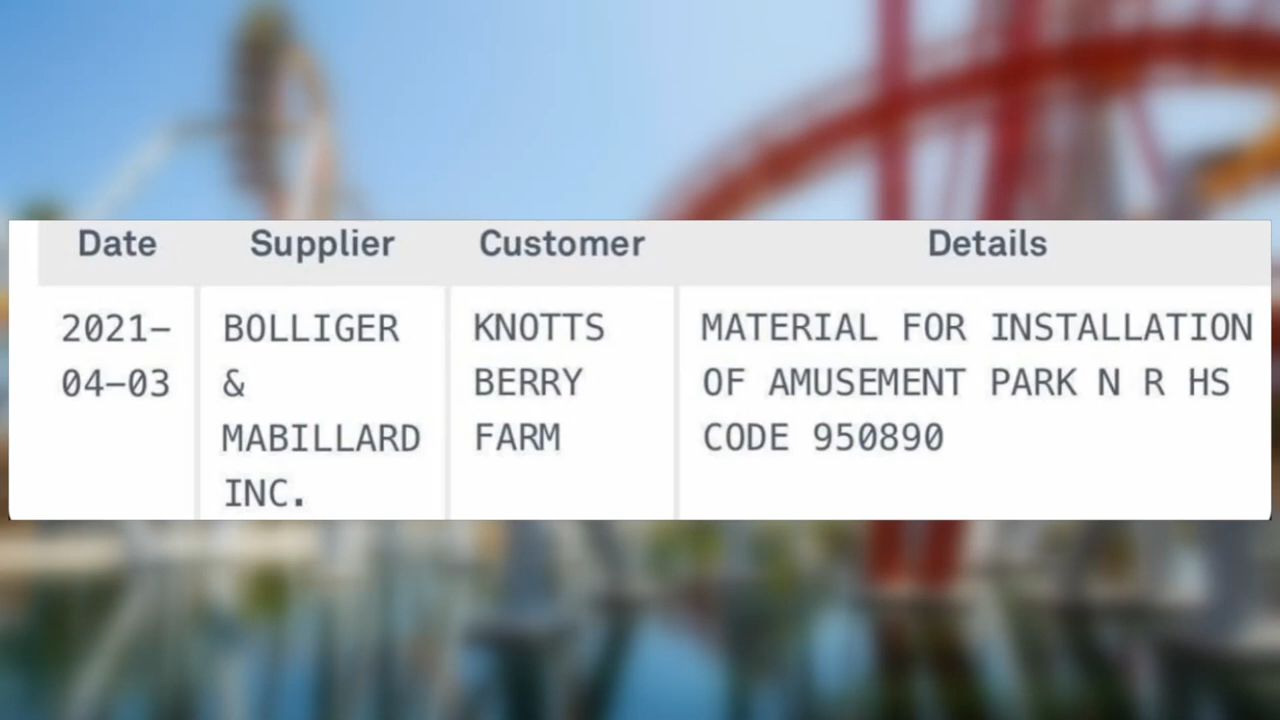 Date Supplier Customer Details
2021– BOLLIGER KNOTTS MATERIAL FOR INSTALLATION
04–03 & BERRY OF AMUSEMENT PARK N R HS
MABILLARD FARM CODE 950890
INC.